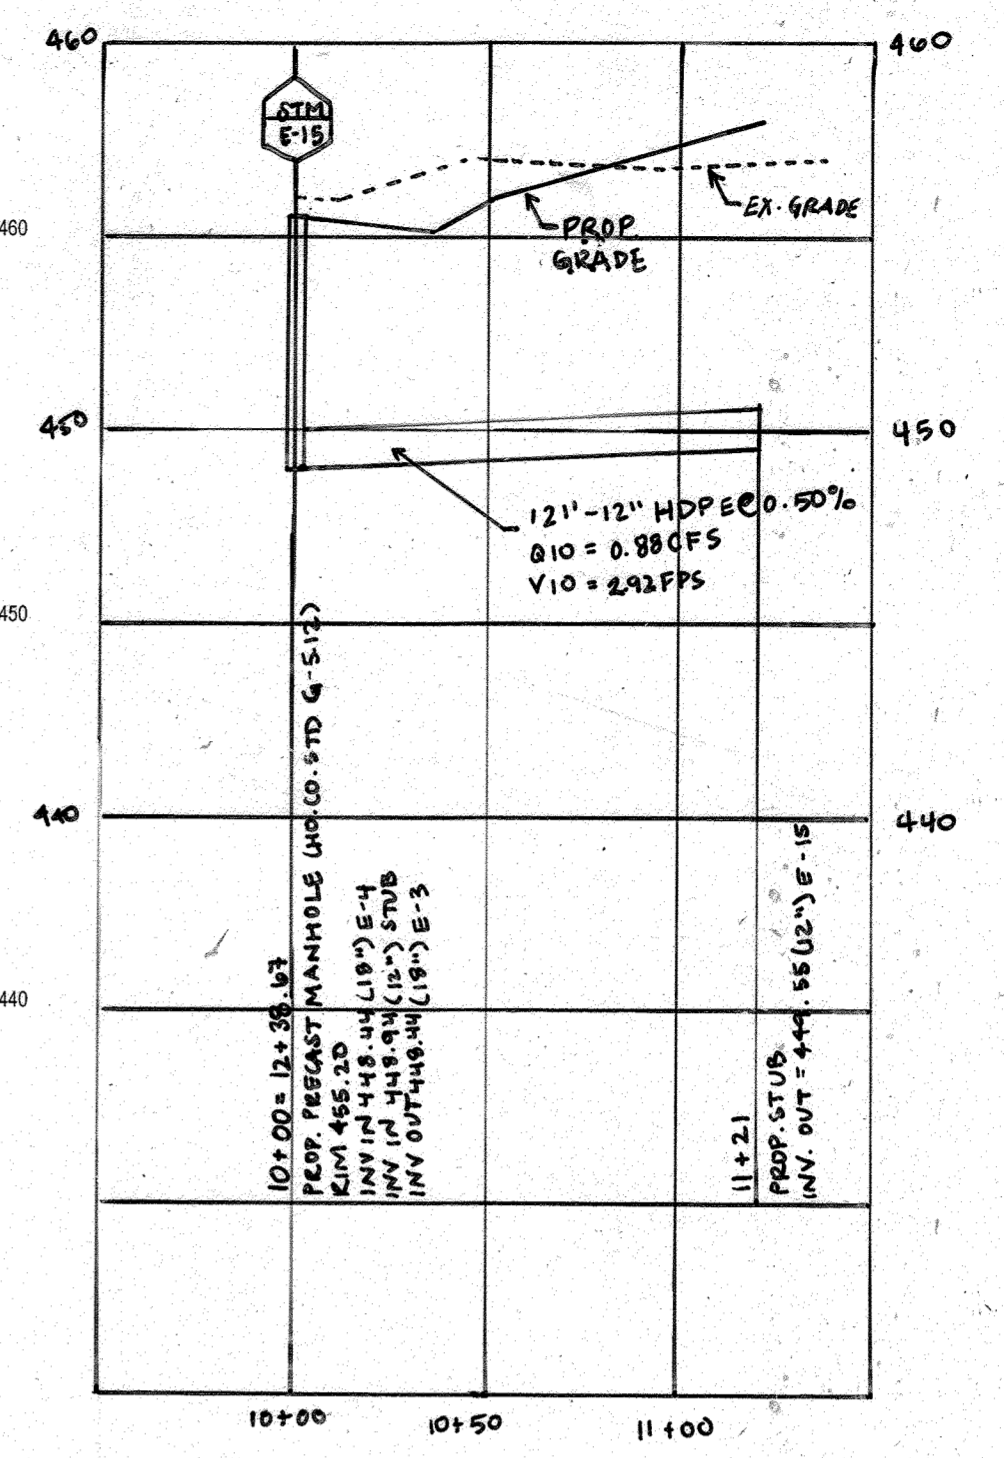 460
460
STM
E-15
EX. GRADE
460
PROP.
GRADE
450
450
121'-12" HDPE@0.50%
Q10 = 0.88CFS
V10 = 2.92FPS
450
440
440
440
10+00 = 12+38.67
PROP. PRECAST MANHOLE (HO.CO.STD G-5.12)
RIM 455.20
INV IN 448.44 (18") E-4
INV IN 448.94 (12") STUB
INV OUT 448.44 (18") E-3
11+21
PROP. STUB
INV. OUT = 449.55 (12") E-15
10+00
10+50
11+00